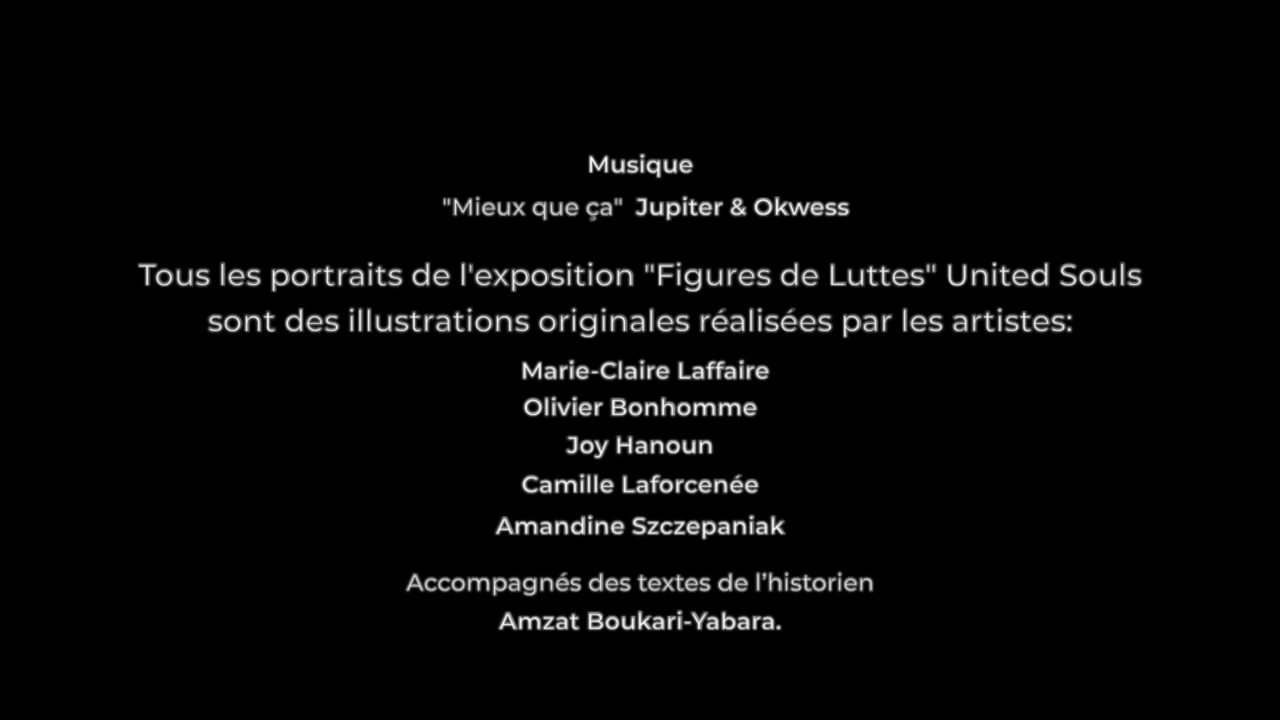 Musique
"Mieux que ça" Jupiter & Okwess
Tous les portraits de l'exposition "Figures de Luttes" United Souls
sont des illustrations originales réalisées par les artistes:
Marie-Claire Laffaire
Olivier Bonhomme
Joy Hanoun
Camille Laforcenée
Amandine Szczepaniak
Accompagnés des textes de l’historien
Amzat Boukari-Yabara.